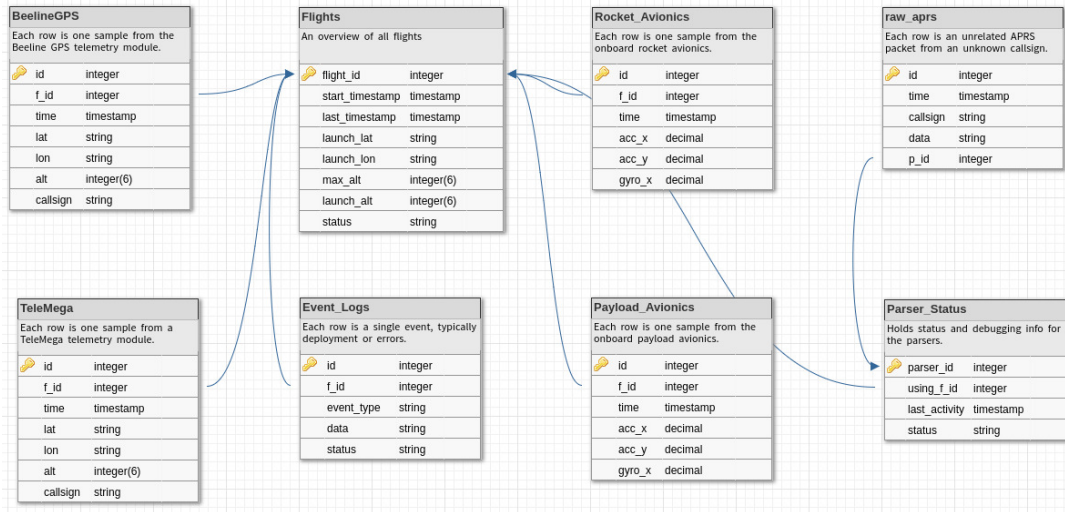 BeelineGPS
Each row is one sample from the
Beeline GPS telemetry module.
id integer
f_id integer
time timestamp
lat string
lon string
alt integer(6)
callsign string
Flights
An overview of all flights
flight_id integer
start_timestamp timestamp
last_timestamp timestamp
launch_lat string
launch_lon string
max_alt integer(6)
launch_alt integer(6)
status string
Rocket_Avionics
Each row is one sample from the
onboard rocket avionics.
id integer
f_id integer
time timestamp
acc_x decimal
acc_y decimal
gyro_x decimal
raw_aprs
Each row is an unrelated APRS
packet from an unknown callsign.
id integer
time timestamp
callsign string
data string
p_id integer
TeleMega
Each row is one sample from a
TeleMega telemetry module.
id integer
f_id integer
time timestamp
lat string
lon string
alt integer(6)
callsign string
Event_Logs
Each row is a single event, typically
deployment or errors.
id integer
f_id integer
event_type string
data string
status string
Payload_Avionics
Each row is one sample from the
onboard payload avionics.
id integer
f_id integer
time timestamp
acc_x decimal
acc_y decimal
gyro_x decimal
Parser_Status
Holds status and debugging info for
the parsers.
parser_id integer
using_f_id integer
last_activity timestamp
status string